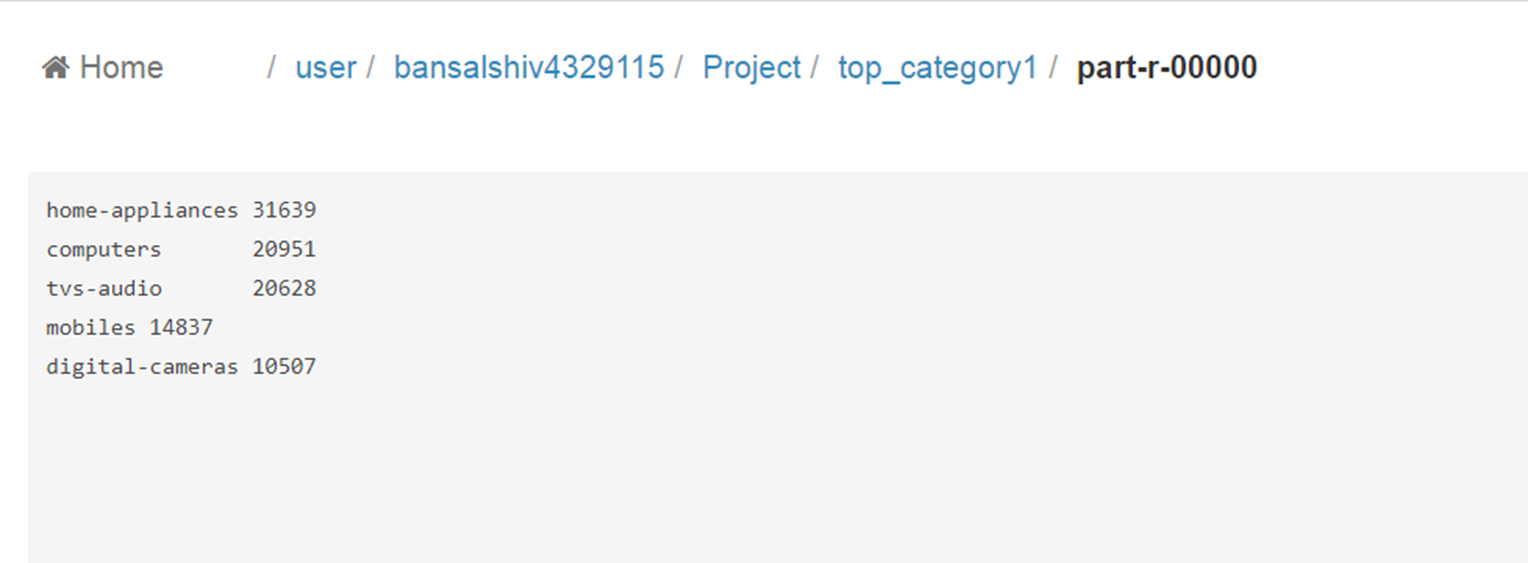 Home / user / bansalshiv4329115 / Project / top_category1 / part-r-00000
home-appliances 31639
computers 20951
tvs-audio 20628
mobiles 14837
digital-cameras 10507